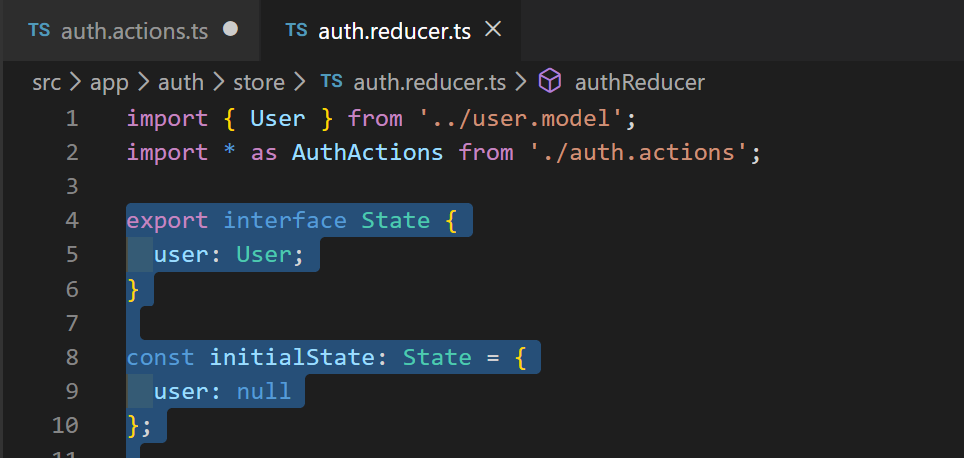 TS auth.actions.ts TS auth.reducer.ts
src > app > auth > store > TS auth.reducer.ts > authReducer
1 import { User } from '../user.model';
2 import * as AuthActions from './auth.actions';
3
4 export interface State {
5   user: User;
6 }
7
8 const initialState: State = {
9   user: null
10 };
11